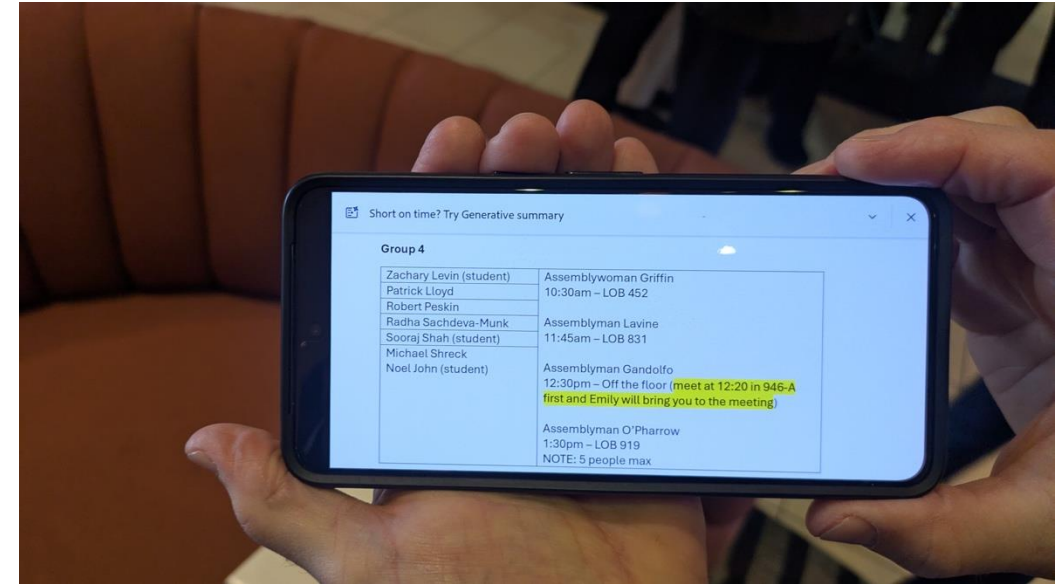 Short on time? Try Generative summary
Group 4
Zachary Levin (student)
Patrick Lloyd
Robert Peskin
Radha Sachdeva-Munk
Sooraj Shah (student)
Michael Shreck
Noel John (student)
Assemblywoman Griffin
10:30am – LOB 452
Assemblyman Lavine
11:45am – LOB 831
Assemblyman Gandolfo
12:30pm – Off the floor (meet at 12:20 in 946-A
first and Emily will bring you to the meeting)
Assemblyman O'Pharrow
1:30pm – LOB 919
NOTE: 5 people max